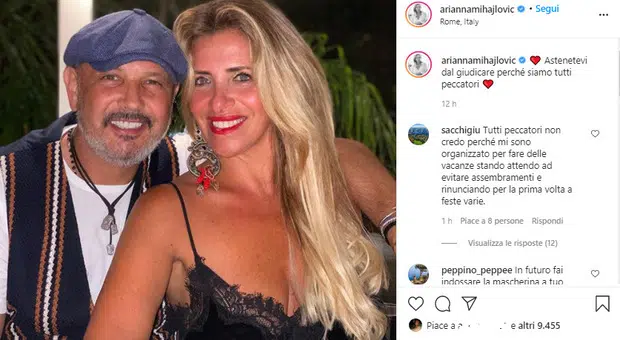 ariannamihajlovic • Segui
Rome, Italy
ariannamihajlovic ❤ Astenetevi
dal giudicare perché siamo tutti
peccatori ❤
12 h
sacchigiu Tutti peccatori non
credo perché mi sono
organizzato per fare delle
vacanze stando attendo ad
evitare assembramenti e
rinunciando per la prima volta a
feste varie.
1 h Piace a 8 persone Rispondi
Visualizza le risposte (12)
peppino_peppee In futuro fai
indossare la mascherina a tuo
Piace a e altri 9.455